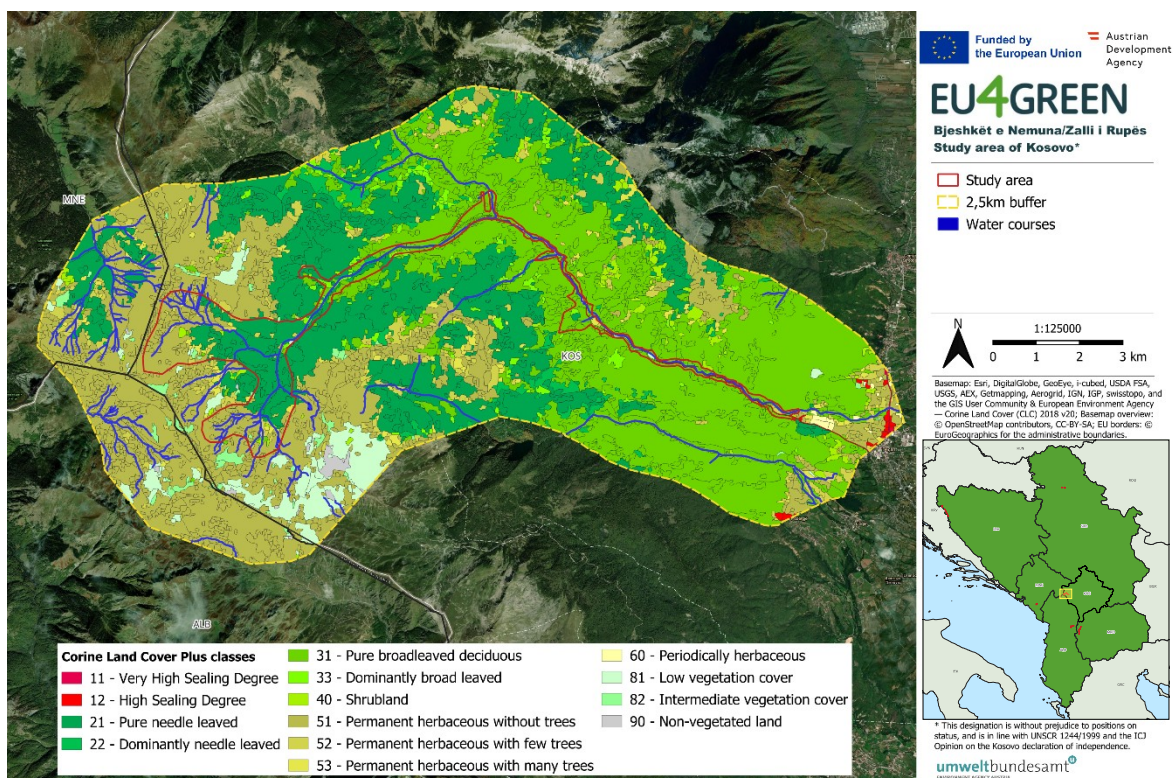 MNE
KOS
ALB
Funded by
the European Union
Austrian
Development
Agency
EU4GREEN
Bjeshkët e Nemuna/Zalli i Rupës
Study area of Kosovo*
Study area
2,5km buffer
Water courses
N
1:125000
0 1 2 3 km
Basemap: Esri, DigitalGlobe, GeoEye, i-cubed, USDA FSA,
USGS, AEX, Getmapping, Aerogrid, IGN, IGP, swisstopo, and
the GIS User Community & European Environment Agency
— Corine Land Cover (CLC) 2018 v20; Basemap overview:
© OpenStreetMap contributors, CC-BY-SA; EU borders: ©
EuroGeographics for the administrative boundaries.
Corine Land Cover Plus classes
11 - Very High Sealing Degree
12 - High Sealing Degree
21 - Pure needle leaved
22 - Dominantly needle leaved
31 - Pure broadleaved deciduous
33 - Dominantly broad leaved
40 - Shrubland
51 - Permanent herbaceous without trees
52 - Permanent herbaceous with few trees
53 - Permanent herbaceous with many trees
60 - Periodically herbaceous
81 - Low vegetation cover
82 - Intermediate vegetation cover
90 - Non-vegetated land
* This designation is without prejudice to positions on
status, and is in line with UNSCR 1244/1999 and the ICJ
Opinion on the Kosovo declaration of independence.
umweltbundesamt
ENVIRONMENT AGENCY AUSTRIA